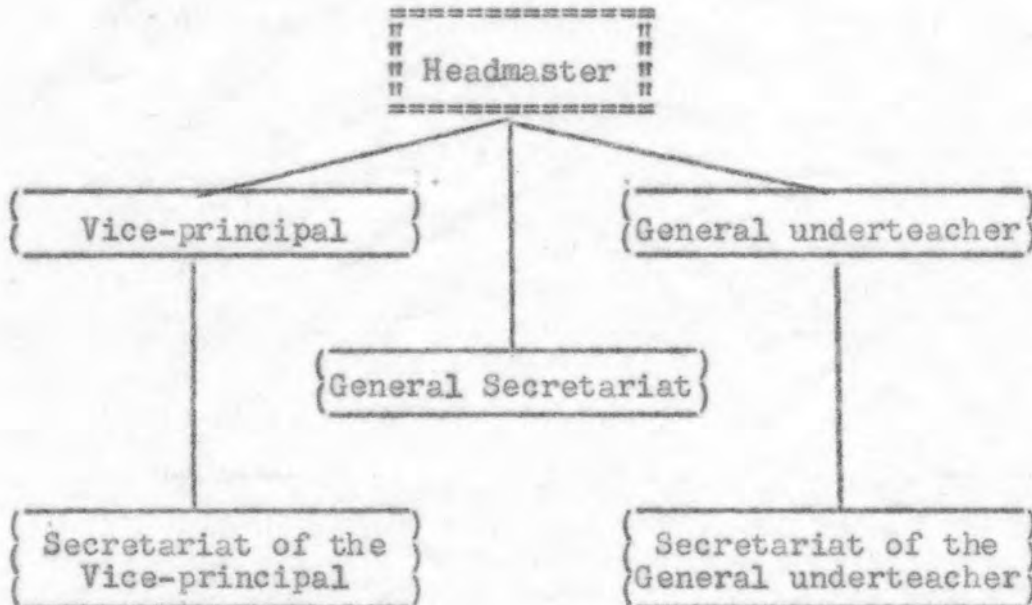 Headmaster
Vice-principal
General underteacher
General Secretariat
Secretariat of the
Vice-principal
Secretariat of the
General underteacher